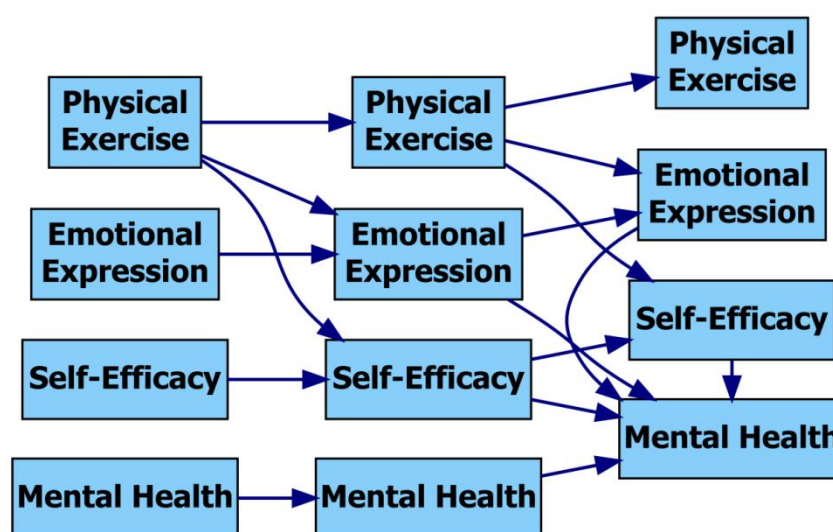 Physical
Exercise
Physical
Exercise
Physical
Exercise
Emotional
Expression
Emotional
Expression
Emotional
Expression
Self-Efficacy
Self-Efficacy
Self-Efficacy
Mental Health
Mental Health
Mental Health